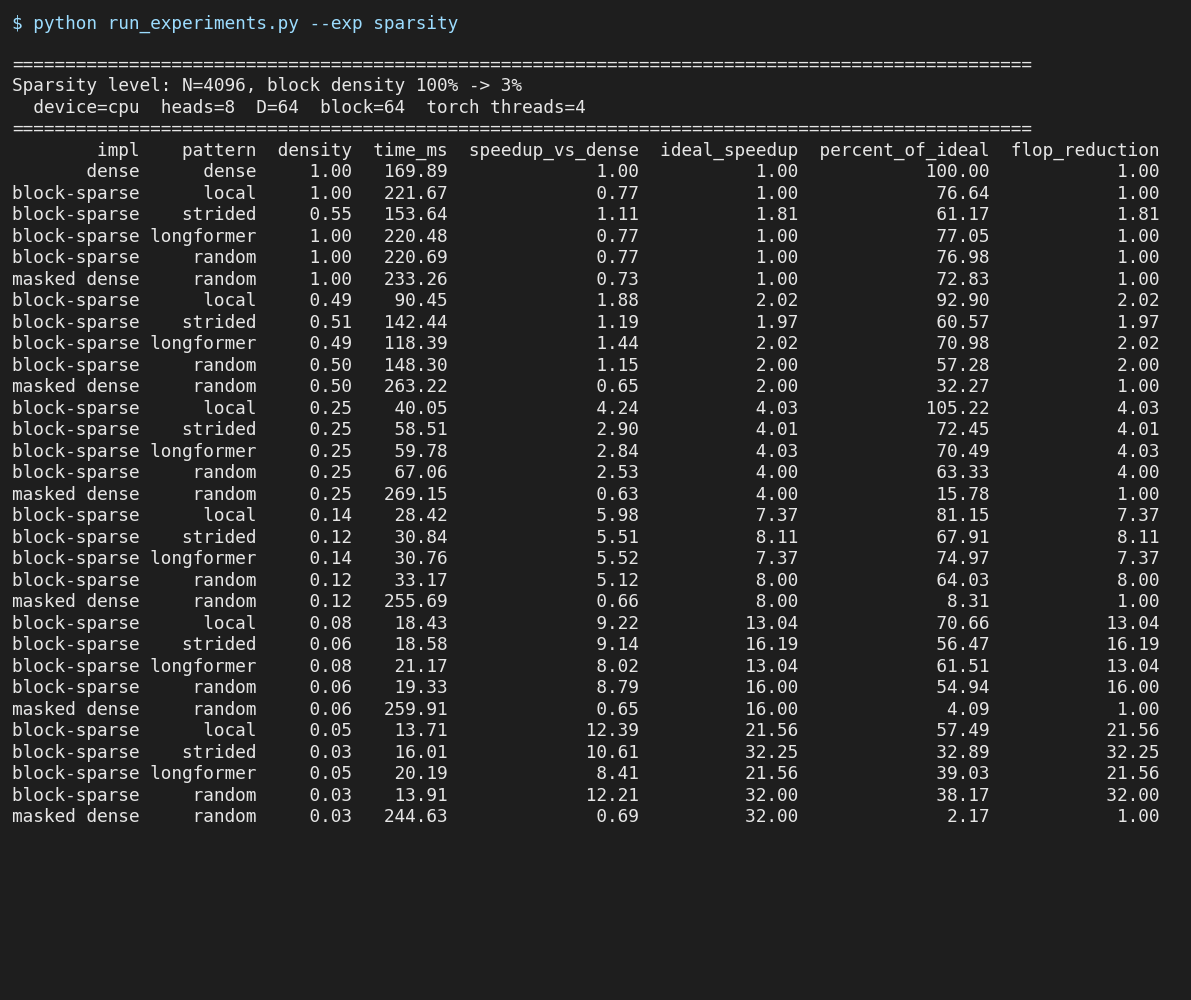 $ python run_experiments.py --exp sparsity
================================================================================================
Sparsity level: N=4096, block density 100% -> 3%
  device=cpu  heads=8  D=64  block=64  torch threads=4
================================================================================================
        impl    pattern  density  time_ms  speedup_vs_dense  ideal_speedup  percent_of_ideal  flop_reduction
       dense      dense     1.00   169.89              1.00           1.00            100.00            1.00
block-sparse      local     1.00   221.67              0.77           1.00             76.64            1.00
block-sparse    strided     0.55   153.64              1.11           1.81             61.17            1.81
block-sparse longformer     1.00   220.48              0.77           1.00             77.05            1.00
block-sparse     random     1.00   220.69              0.77           1.00             76.98            1.00
masked dense     random     1.00   233.26              0.73           1.00             72.83            1.00
block-sparse      local     0.49    90.45              1.88           2.02             92.90            2.02
block-sparse    strided     0.51   142.44              1.19           1.97             60.57            1.97
block-sparse longformer     0.49   118.39              1.44           2.02             70.98            2.02
block-sparse     random     0.50   148.30              1.15           2.00             57.28            2.00
masked dense     random     0.50   263.22              0.65           2.00             32.27            1.00
block-sparse      local     0.25    40.05              4.24           4.03            105.22            4.03
block-sparse    strided     0.25    58.51              2.90           4.01             72.45            4.01
block-sparse longformer     0.25    59.78              2.84           4.03             70.49            4.03
block-sparse     random     0.25    67.06              2.53           4.00             63.33            4.00
masked dense     random     0.25   269.15              0.63           4.00             15.78            1.00
block-sparse      local     0.14    28.42              5.98           7.37             81.15            7.37
block-sparse    strided     0.12    30.84              5.51           8.11             67.91            8.11
block-sparse longformer     0.14    30.76              5.52           7.37             74.97            7.37
block-sparse     random     0.12    33.17              5.12           8.00             64.03            8.00
masked dense     random     0.12   255.69              0.66           8.00              8.31            1.00
block-sparse      local     0.08    18.43              9.22          13.04             70.66           13.04
block-sparse    strided     0.06    18.58              9.14          16.19             56.47           16.19
block-sparse longformer     0.08    21.17              8.02          13.04             61.51           13.04
block-sparse     random     0.06    19.33              8.79          16.00             54.94           16.00
masked dense     random     0.06   259.91              0.65          16.00              4.09            1.00
block-sparse      local     0.05    13.71             12.39          21.56             57.49           21.56
block-sparse    strided     0.03    16.01             10.61          32.25             32.89           32.25
block-sparse longformer     0.05    20.19              8.41          21.56             39.03           21.56
block-sparse     random     0.03    13.91             12.21          32.00             38.17           32.00
masked dense     random     0.03   244.63              0.69          32.00              2.17            1.00